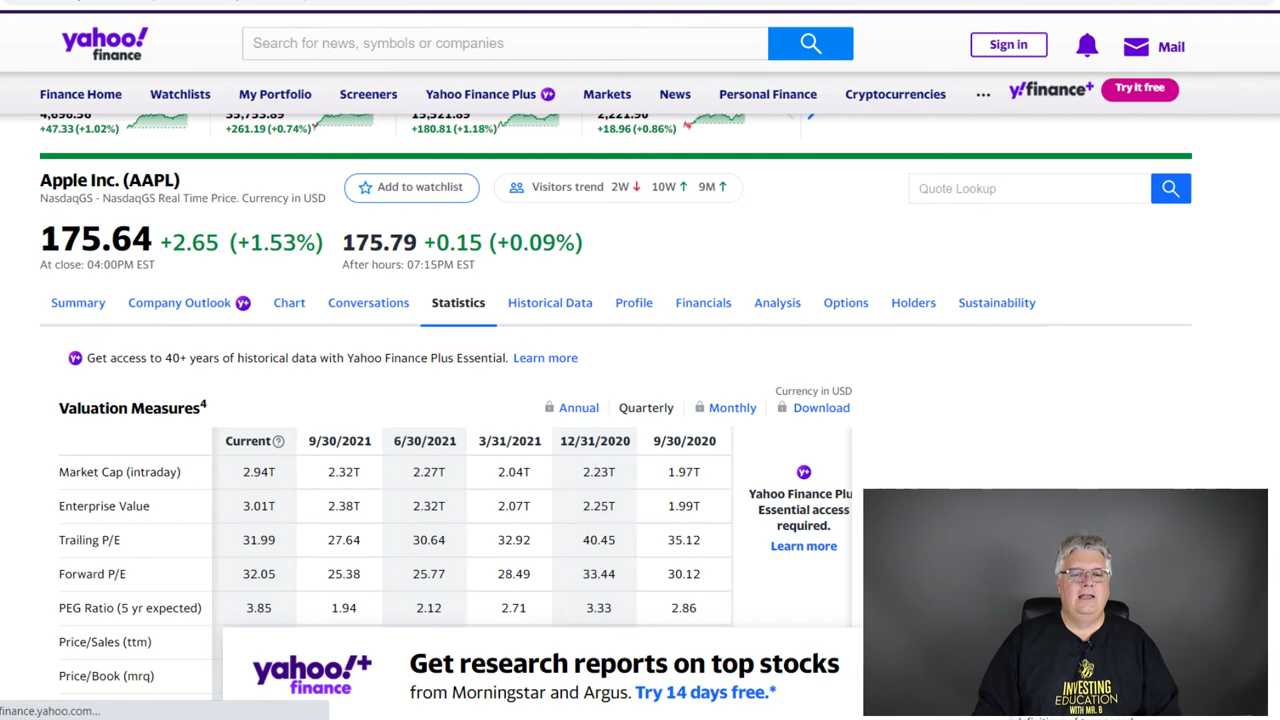 yahoo!
finance
Search for news, symbols or companies
Sign in
Mail
Finance Home Watchlists My Portfolio Screeners Yahoo Finance Plus Y+ Markets News Personal Finance Cryptocurrencies ... y!finance+ Try it free
+47.33 (+1.02%) +261.19 (+0.74%) +180.81 (+1.18%) +18.96 (+0.86%)
Apple Inc. (AAPL)
NasdaqGS - NasdaqGS Real Time Price. Currency in USD
Add to watchlist
Visitors trend 2W↓ 10W↑ 9M↑
Quote Lookup
175.64 +2.65 (+1.53%) 175.79 +0.15 (+0.09%)
At close: 04:00PM EST After hours: 07:15PM EST
Summary Company Outlook Y+ Chart Conversations Statistics Historical Data Profile Financials Analysis Options Holders Sustainability
Y+ Get access to 40+ years of historical data with Yahoo Finance Plus Essential. Learn more
Currency in USD
Valuation Measures4 Annual Quarterly Monthly Download
Current ? 9/30/2021 6/30/2021 3/31/2021 12/31/2020 9/30/2020
Market Cap (intraday) 2.94T 2.32T 2.27T 2.04T 2.23T 1.97T
Enterprise Value 3.01T 2.38T 2.32T 2.07T 2.25T 1.99T
Trailing P/E 31.99 27.64 30.64 32.92 40.45 35.12
Forward P/E 32.05 25.38 25.77 28.49 33.44 30.12
PEG Ratio (5 yr expected) 3.85 1.94 2.12 2.71 3.33 2.86
Price/Sales (ttm)
Price/Book (mrq)
Y+
Yahoo Finance Plu
Essential access
required.
Learn more
yahoo!+
finance
Get research reports on top stocks
from Morningstar and Argus. Try 14 days free.*
finance.yahoo.com...
INVESTING
EDUCATION
WITH MR. B